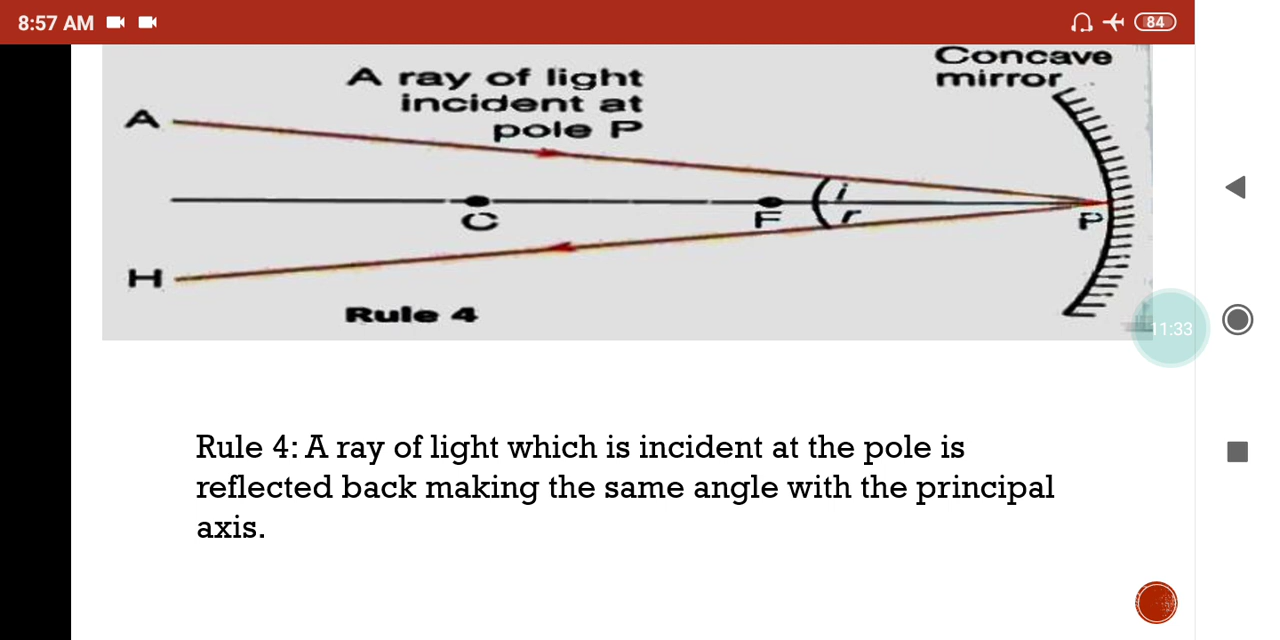 8:57 AM
84
Concave
mirror
A ray of light
incident at
pole P
A
i
C
F
r
P
H
Rule 4
11:33
Rule 4: A ray of light which is incident at the pole is
reflected back making the same angle with the principal
axis.